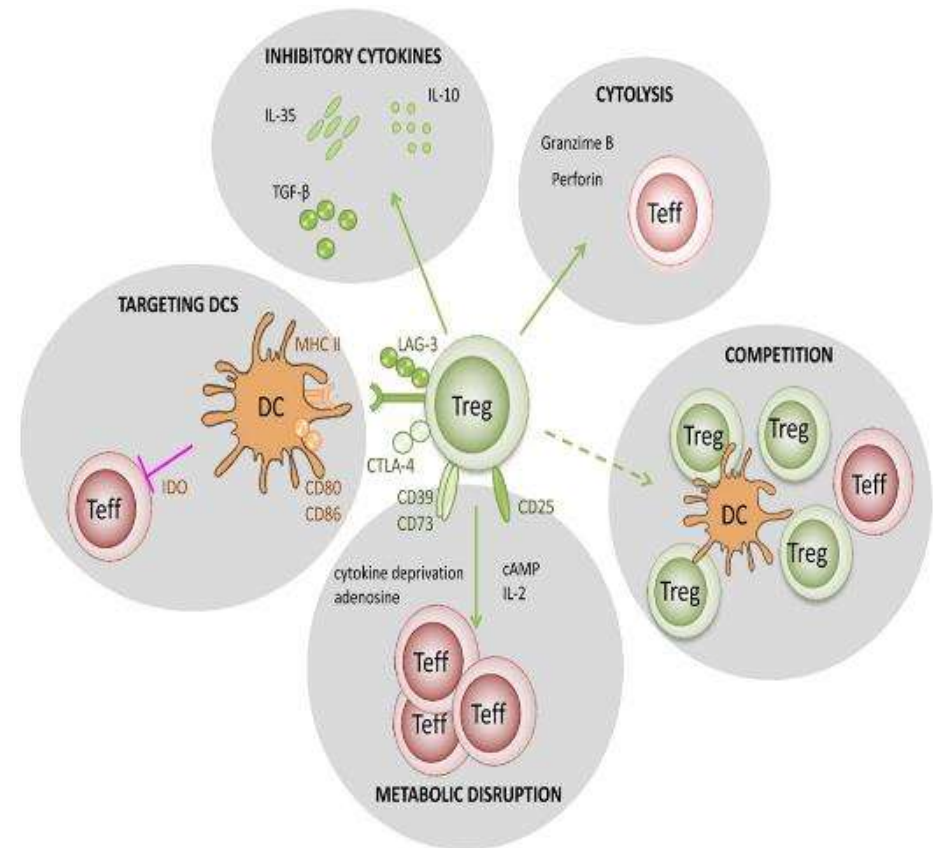 INHIBITORY CYTOKINES
IL-35
IL-10
TGF-β
CYTOLYSIS
Granzime B
Perforin
Teff
TARGETING DCS
MHC II
DC
IDO
Teff
CD80
CD86
LAG-3
Treg
CTLA-4
CD39
CD73
CD25
COMPETITION
Treg
Treg
Teff
DC
Treg
Treg
cytokine deprivation
adenosine
cAMP
IL-2
Teff
Teff
Teff
METABOLIC DISRUPTION